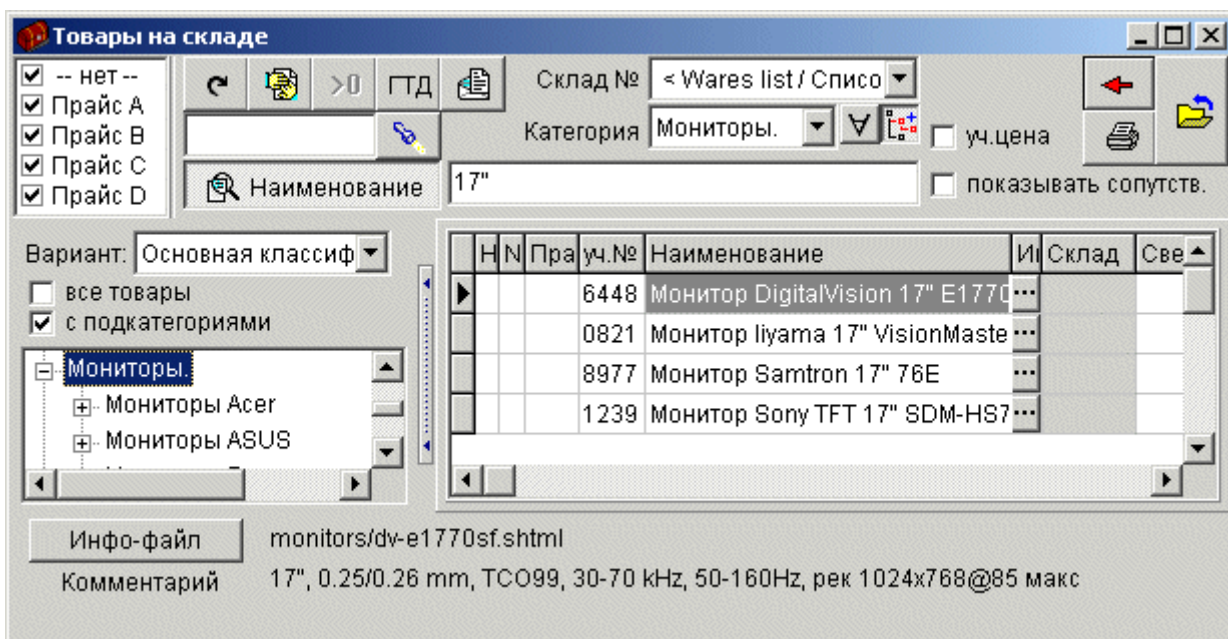 Товары на складе
-- нет --
Прайс A
Прайс B
Прайс C
Прайс D
>0
ГТД
Наименование
Склад № < Wares list / Списо
Категория Мониторы. ∀
17"
уч.цена
показывать сопутств.
Вариант: Основная классиф
все товары
с подкатегориями
Мониторы.
Мониторы Acer
Мониторы ASUS
Н N Пра уч.№ Наименование Ин Склад Све
6448 Монитор DigitalVision 17" E1770 ...
0821 Монитор Iiyama 17" VisionMaste ...
8977 Монитор Samtron 17" 76E ...
1239 Монитор Sony TFT 17" SDM-HS7 ...
Инфо-файл monitors/dv-e1770sf.shtml
Комментарий 17", 0.25/0.26 mm, TCO99, 30-70 kHz, 50-160Hz, рек 1024x768@85 макс